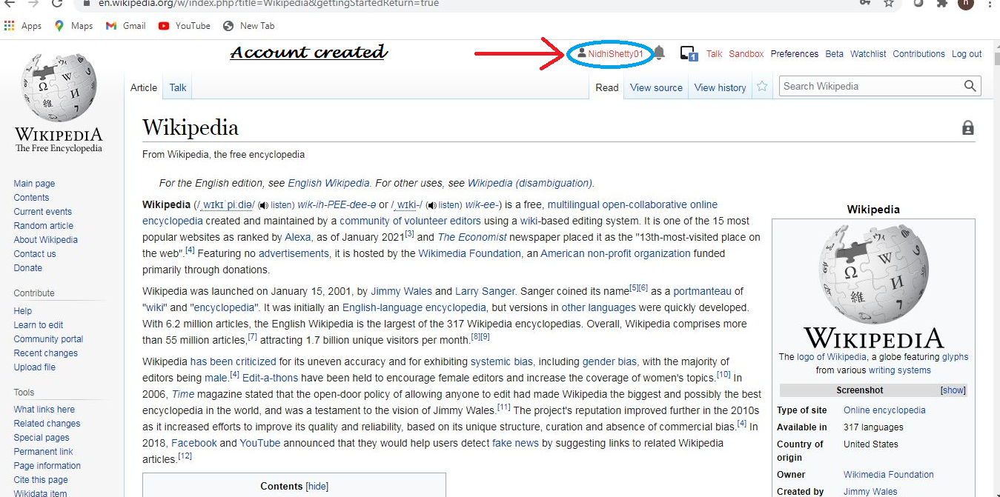 en.wikipedia.org/w/index.php?title=Wikipedia&gettingStartedReturn=true
n
Apps Maps Gmail YouTube New Tab
Account created
NidhiShetty01 1 Talk Sandbox Preferences Beta Watchlist Contributions Log out
Article Talk Read View source View history Search Wikipedia
WIKIPEDIA
The Free Encyclopedia
Main page
Contents
Current events
Random article
About Wikipedia
Contact us
Donate
Contribute
Help
Learn to edit
Community portal
Recent changes
Upload file
Tools
What links here
Related changes
Special pages
Permanent link
Page information
Cite this page
Wikidata item
Wikipedia
From Wikipedia, the free encyclopedia
For the English edition, see English Wikipedia. For other uses, see Wikipedia (disambiguation).
Wikipedia (/ˌwɪkɪˈpiːdiə/ (listen) wik-ih-PEE-dee-ə or /ˌwɪki-/ (listen) wik-ee-) is a free, multilingual open-collaborative online
encyclopedia created and maintained by a community of volunteer editors using a wiki-based editing system. It is one of the 15 most
popular websites as ranked by Alexa, as of January 2021[3] and The Economist newspaper placed it as the "13th-most-visited place on
the web".[4] Featuring no advertisements, it is hosted by the Wikimedia Foundation, an American non-profit organization funded
primarily through donations.
Wikipedia was launched on January 15, 2001, by Jimmy Wales and Larry Sanger. Sanger coined its name[5][6] as a portmanteau of
"wiki" and "encyclopedia". It was initially an English-language encyclopedia, but versions in other languages were quickly developed.
With 6.2 million articles, the English Wikipedia is the largest of the 317 Wikipedia encyclopedias. Overall, Wikipedia comprises more
than 55 million articles,[7] attracting 1.7 billion unique visitors per month.[8][9]
Wikipedia has been criticized for its uneven accuracy and for exhibiting systemic bias, including gender bias, with the majority of
editors being male.[4] Edit-a-thons have been held to encourage female editors and increase the coverage of women's topics.[10] In
2006, Time magazine stated that the open-door policy of allowing anyone to edit had made Wikipedia the biggest and possibly the best
encyclopedia in the world, and was a testament to the vision of Jimmy Wales.[11] The project's reputation improved further in the 2010s
as it increased efforts to improve its quality and reliability, based on its unique structure, curation and absence of commercial bias.[4] In
2018, Facebook and YouTube announced that they would help users detect fake news by suggesting links to related Wikipedia
articles.[12]
Contents [hide]
Wikipedia
WIKIPEDIA
The logo of Wikipedia, a globe featuring glyphs
from various writing systems
Screenshot [show]
Type of site Online encyclopedia
Available in 317 languages
Country of United States
origin
Owner Wikimedia Foundation
Created by Jimmy Wales